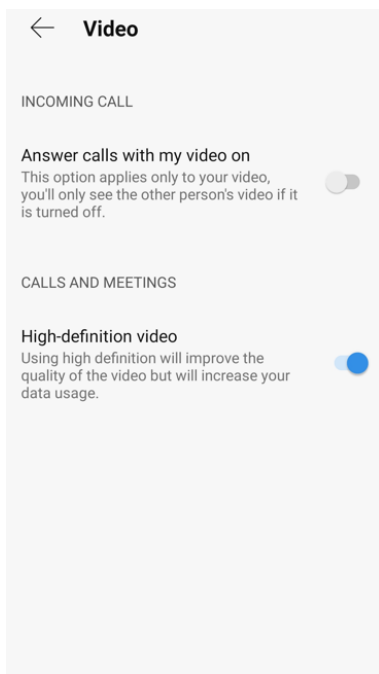 Video
INCOMING CALL
Answer calls with my video on
This option applies only to your video,
you'll only see the other person's video if it
is turned off.
CALLS AND MEETINGS
High-definition video
Using high definition will improve the
quality of the video but will increase your
data usage.